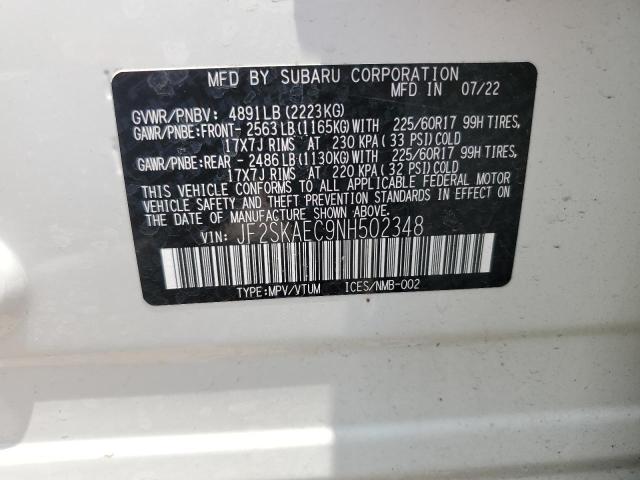 MFD BY SUBARU CORPORATION
MFD IN 07/22
GVWR/PNBV: 4891LB(2223KG)
GAWR/PNBE:FRONT- 2563LB(1165KG)WITH 225/60R17 99H TIRES,
17X7J RIMS AT 230 KPA(33 PSI)COLD
GAWR/PNBE:REAR - 2486LB(1130KG)WITH 225/60R17 99H TIRES,
17X7J RIMS AT 220 KPA(32 PSI)COLD
THIS VEHICLE CONFORMS TO ALL APPLICABLE FEDERAL MOTOR
VEHICLE SAFETY AND THEFT PREVENTION STANDARDS IN EFFECT ON
THE DATE OF MANUFACTURE SHOWN ABOVE.
VIN: JF2SKAEC9NH502348
TYPE:MPV/VTUM ICES/NMB-002